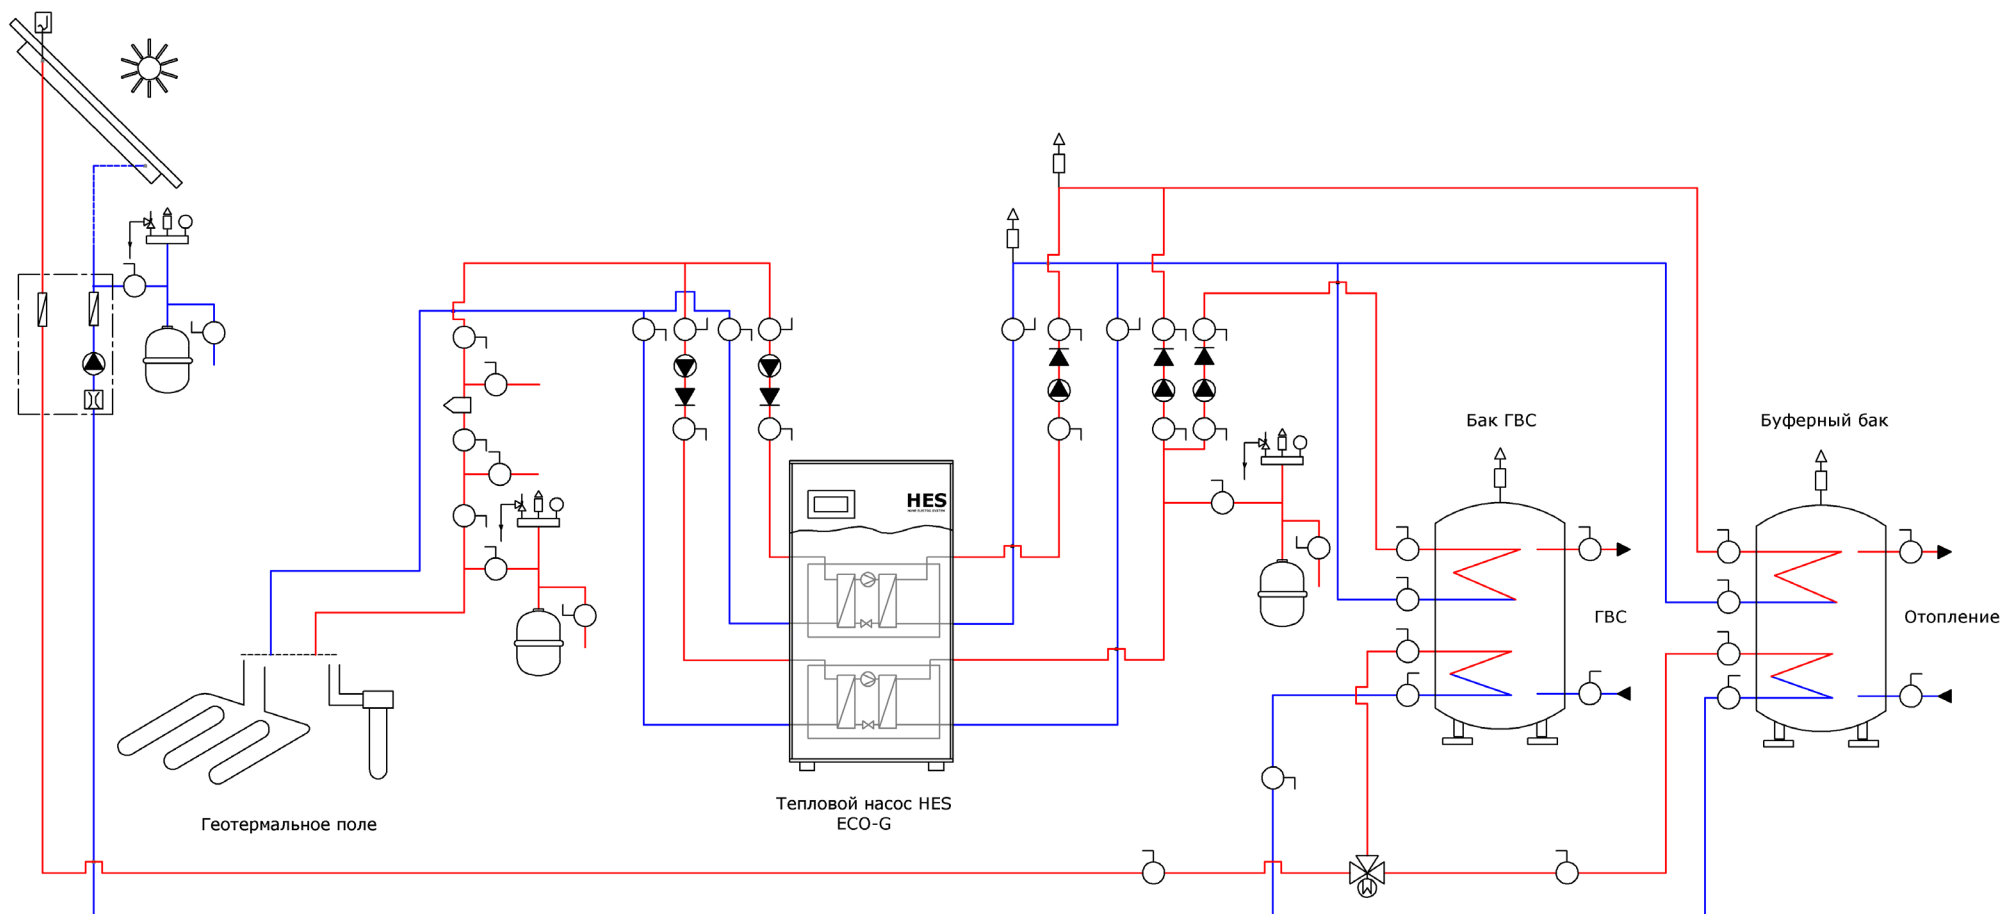 Бак ГВС
Буферный бак
HES
ГВС
Отопление
Тепловой насос HES
ECO-G
Геотермальное поле